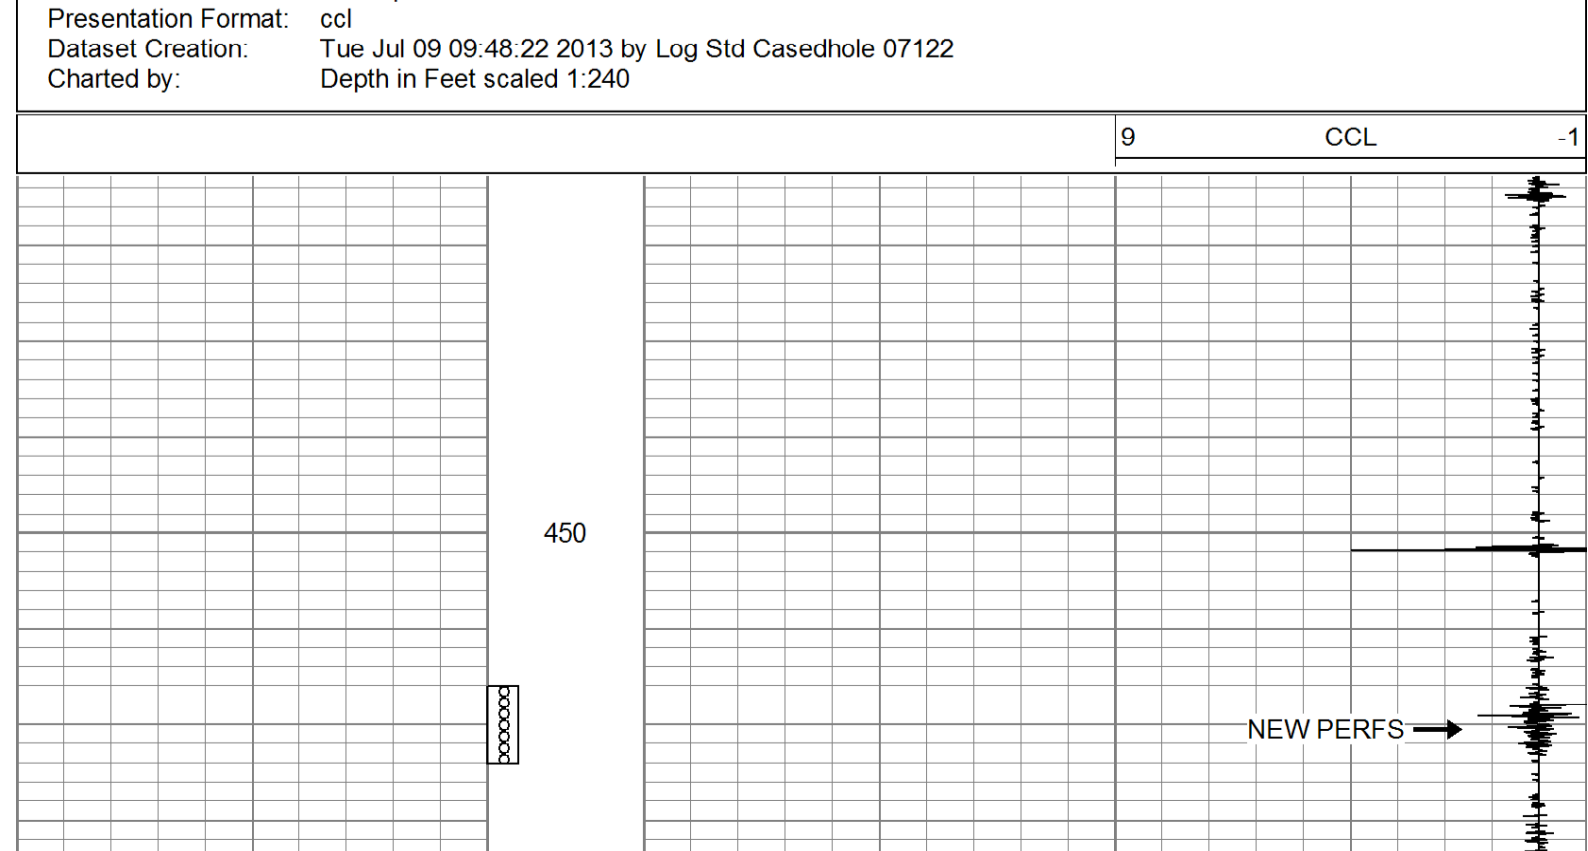 Presentation Format: ccl
Dataset Creation: Tue Jul 09 09:48:22 2013 by Log Std Casedhole 07122
Charted by: Depth in Feet scaled 1:240
9 CCL -1
450
NEW PERFS